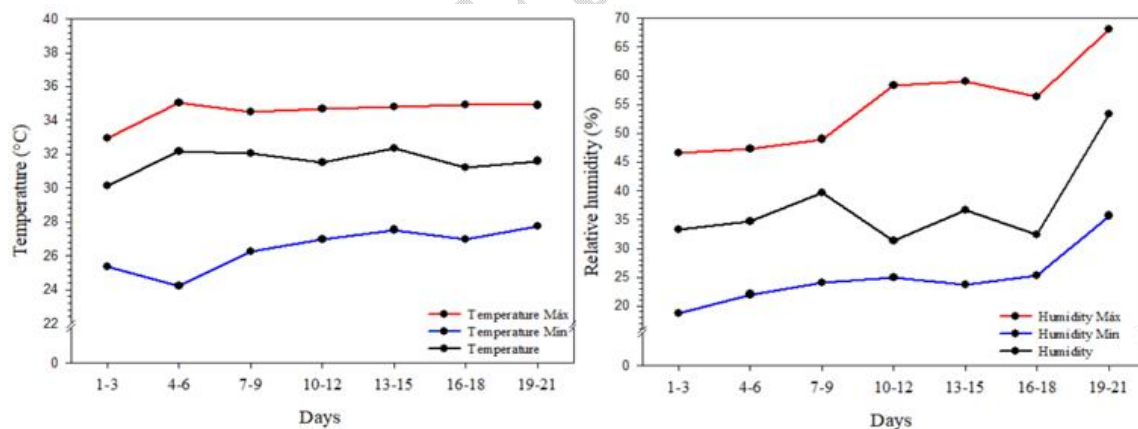 40
38
36
34
32
30
28
26
24
22
0
Temperature (°C)
Temperature Máx
Temperature Min
Temperature
1-3 4-6 7-9 10-12 13-15 16-18 19-21
Days
70
65
60
55
50
45
40
35
30
25
20
0
Relative humidity (%)
Humidity Máx
Humidity Min
Humidity
1-3 4-6 7-9 10-12 13-15 16-18 19-21
Days